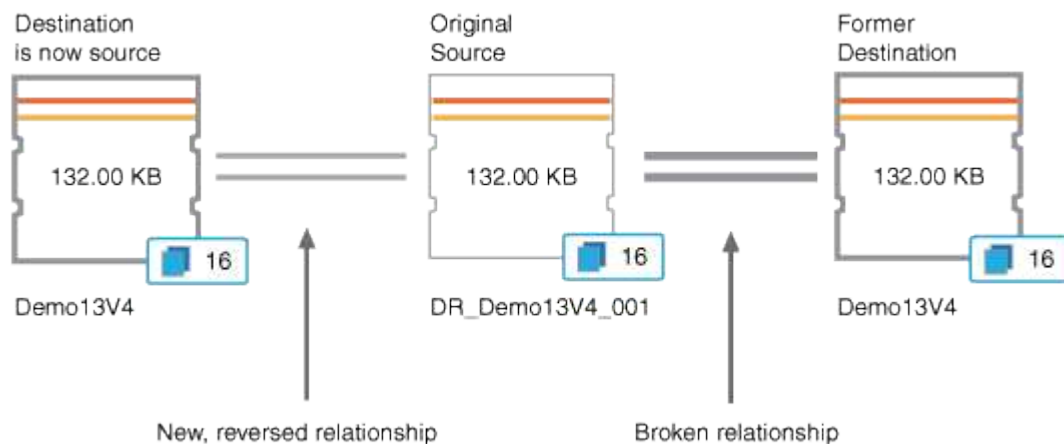 Destination
is now source
Original
Source
Former
Destination
132.00 KB
132.00 KB
132.00 KB
16
16
16
Demo13V4
DR_Demo13V4_001
Demo13V4
New, reversed relationship
Broken relationship